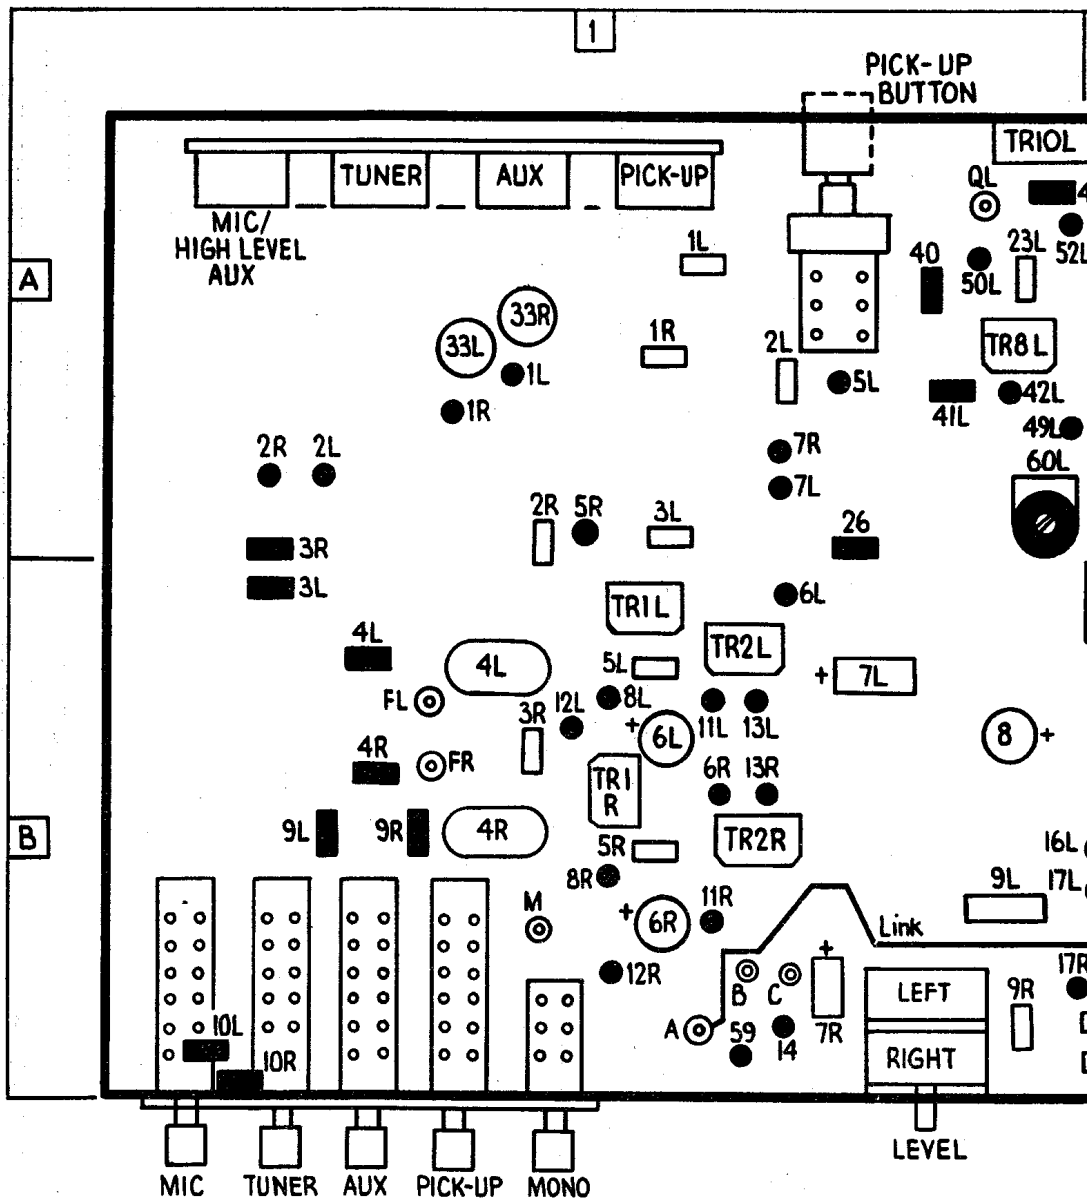 1
PICK-UP
BUTTON
TRIOL
TUNER
AUX
PICK-UP
QL
4
MIC/
HIGH LEVEL
AUX
1L
40
23L
52L
A
50L
33R
33L
1R
2L
TR8L
1L
5L
42L
1R
41L
49L
2R
2L
7R
60L
7L
2R
5R
3L
26
3R
3L
6L
TR1L
4L
TR2L
4L
5L
+
7L
FL
8L
12L
3R
+
6L
11L
13L
8
+
4R
FR
TR1
R
6R
13R
9L
9R
4R
TR2R
B
5R
16L
8R
9L
17L
M
11R
+
6R
Link
+
12R
17R
B
C
LEFT
9R
10L
A
59
14
7R
10R
RIGHT
LEVEL
MIC
TUNER
AUX
PICK-UP
MONO